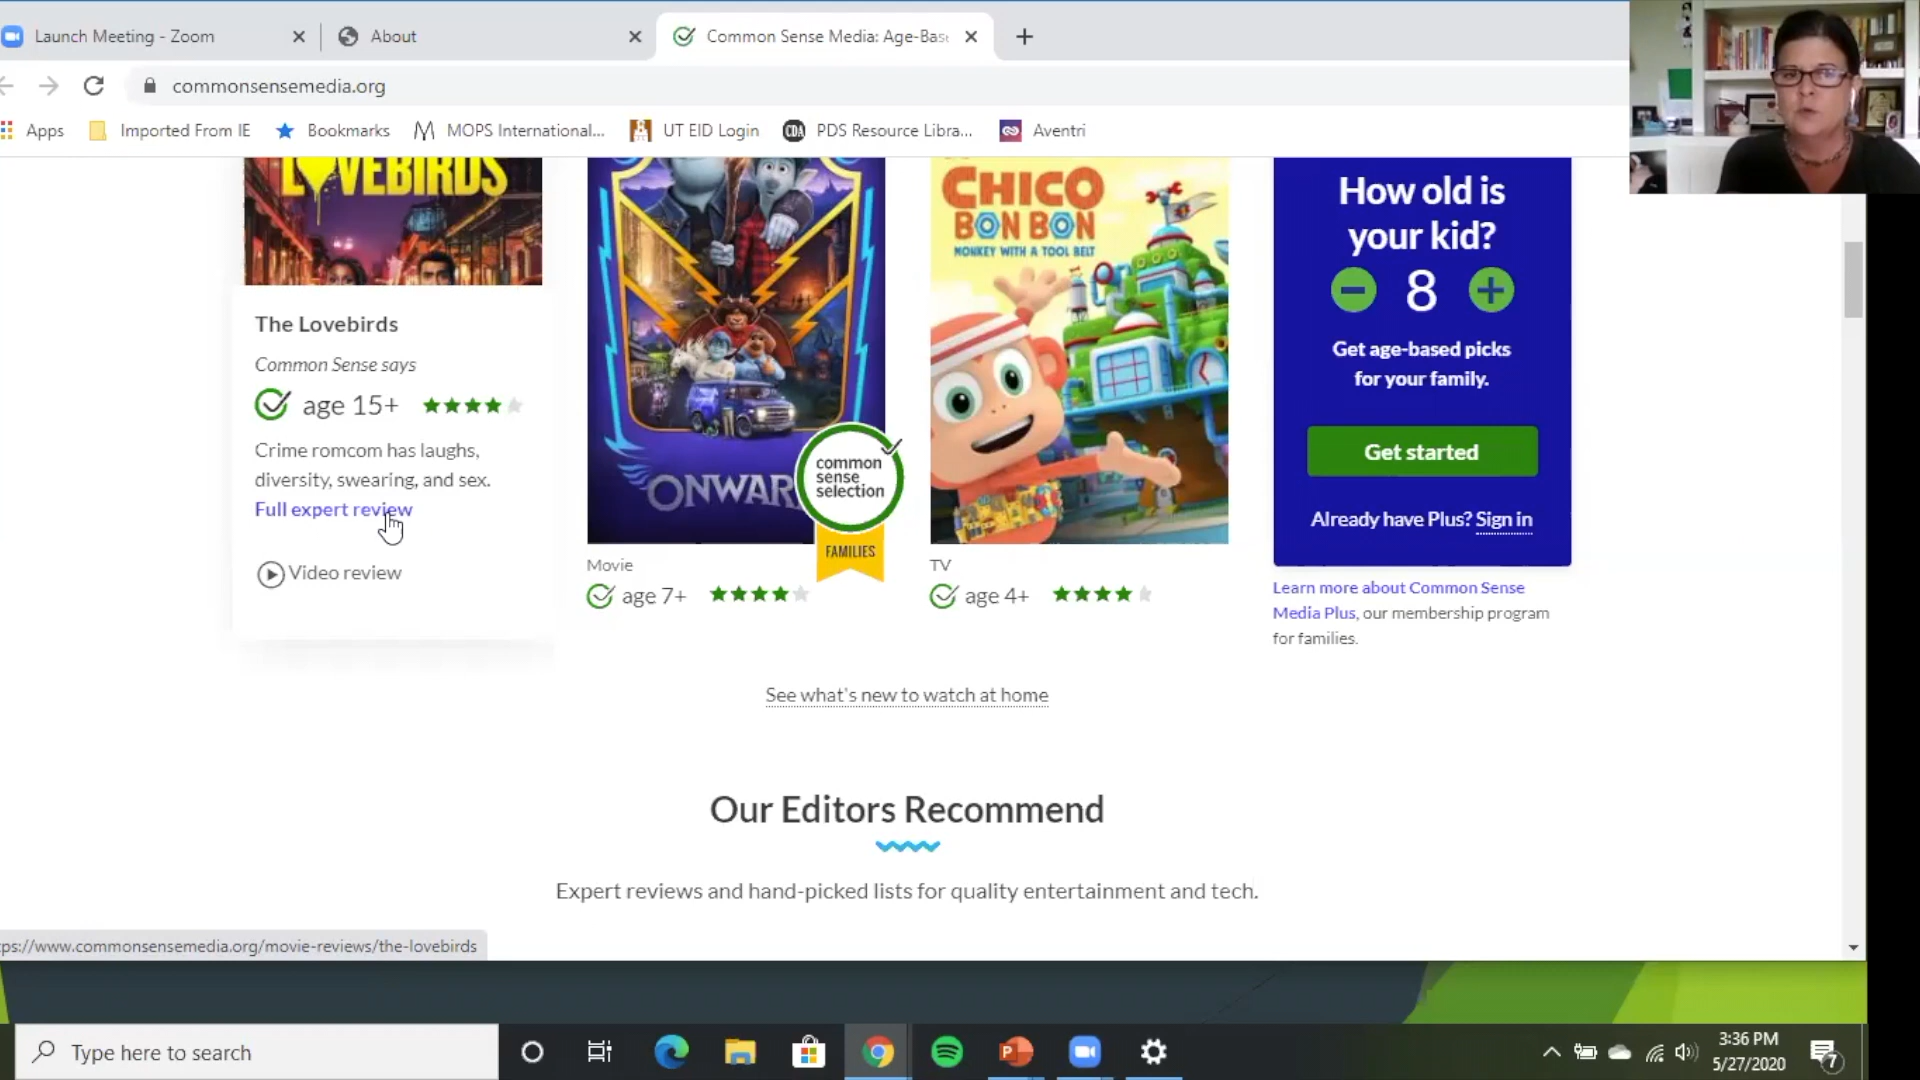 Launch Meeting - Zoom
About
Common Sense Media: Age-Bas
commonsensemedia.org
Apps
Imported From IE
Bookmarks
MOPS International...
UT EID Login
CDA
PDS Resource Libra...
Aventri
LOVEBIRDS
The Lovebirds
Common Sense says
age 15+
Crime romcom has laughs,
diversity, swearing, and sex.
Full expert review
Video review
ONWAR
common
sense
selection
FAMILIES
Movie
age 7+
CHICO
BON BON
MONKEY WITH A TOOL BELT
TV
age 4+
How old is
your kid?
8
Get age-based picks
for your family.
Get started
Already have Plus? Sign in
Learn more about Common Sense
Media Plus, our membership program
for families.
See what's new to watch at home
Our Editors Recommend
Expert reviews and hand-picked lists for quality entertainment and tech.
ps://www.commonsensemedia.org/movie-reviews/the-lovebirds
Type here to search
3:36 PM
5/27/2020
7